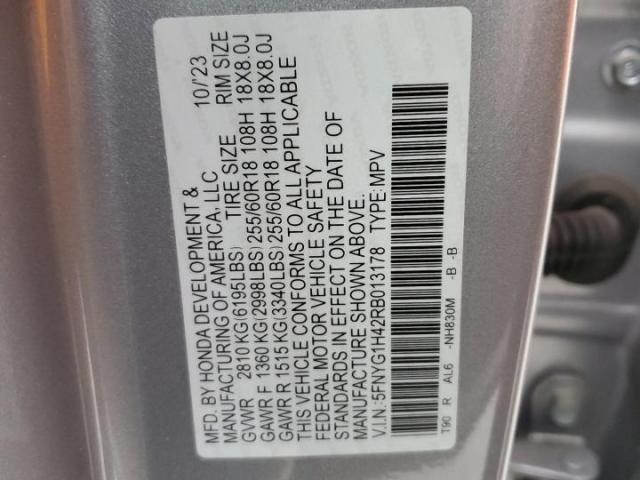 MFD. BY HONDA DEVELOPMENT & 10/'23
MANUFACTURING OF AMERICA, LLC
TIRE SIZE RIM SIZE
GVWR 2810 KG(6195LBS)
GAWR F 1360 KG(2998LBS) 255/60R18 108H 18X8.0J
GAWR R 1515 KG(3340LBS) 255/60R18 108H 18X8.0J
THIS VEHICLE CONFORMS TO ALL APPLICABLE
FEDERAL MOTOR VEHICLE SAFETY
STANDARDS IN EFFECT ON THE DATE OF
MANUFACTURE SHOWN ABOVE.
V.I.N.: 5FNYG1H42RB013178 TYPE: MPV
T90 R AL6 -NH830M -B -B